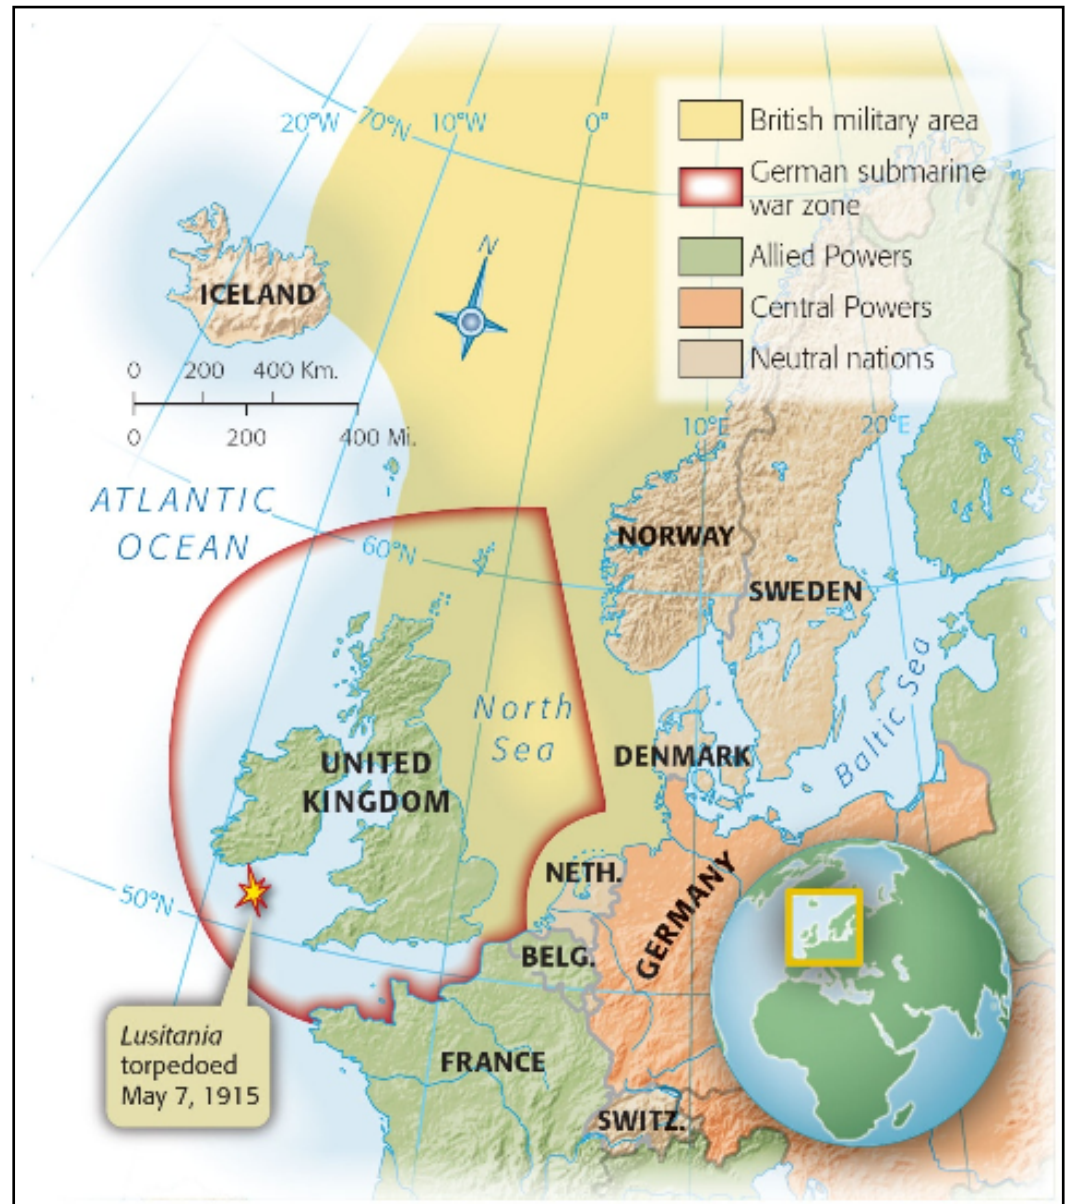 20°W
70°N
10°W
0°
British military area
German submarine
war zone
Allied Powers
Central Powers
Neutral nations
N
ICELAND
0 200 400 Km.
0 200 400 Mi.
10°E
20°E
ATLANTIC
OCEAN
60°N
NORWAY
SWEDEN
North
Sea
Baltic Sea
DENMARK
UNITED
KINGDOM
NETH.
GERMANY
50°N
BELG.
Lusitania
torpedoed
May 7, 1915
FRANCE
SWITZ.